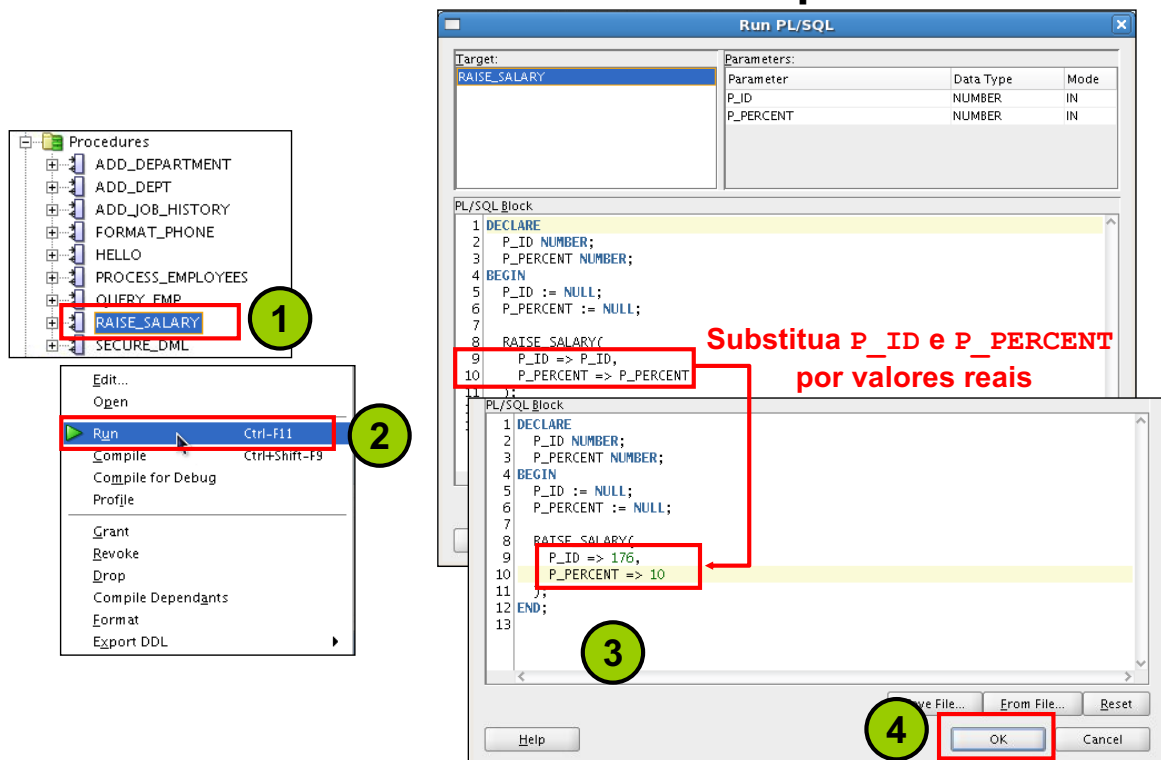 Run PL/SQL
Target:
RAISE_SALARY
Parameters:
Parameter Data Type Mode
P_ID NUMBER IN
P_PERCENT NUMBER IN
Procedures
ADD_DEPARTMENT
ADD_DEPT
ADD_JOB_HISTORY
FORMAT_PHONE
HELLO
PROCESS_EMPLOYEES
QUERY_EMP
RAISE_SALARY
SECURE_DML
1
Edit...
Open
Run Ctrl-F11
Compile Ctrl+Shift-F9
Compile for Debug
Profile
Grant
Revoke
Drop
Compile Dependants
Format
Export DDL
2
PL/SQL Block
1 DECLARE
2 P_ID NUMBER;
3 P_PERCENT NUMBER;
4 BEGIN
5 P_ID := NULL;
6 P_PERCENT := NULL;
7
8 RAISE_SALARY(
9 P_ID => P_ID,
10 P_PERCENT => P_PERCENT
11 );
Substitua P_ID e P_PERCENT
por valores reais
PL/SQL Block
1 DECLARE
2 P_ID NUMBER;
3 P_PERCENT NUMBER;
4 BEGIN
5 P_ID := NULL;
6 P_PERCENT := NULL;
7
8 RAISE_SALARY(
9 P_ID => 176,
10 P_PERCENT => 10
11 );
12 END;
13
3
File... From File... Reset
4
Help OK Cancel